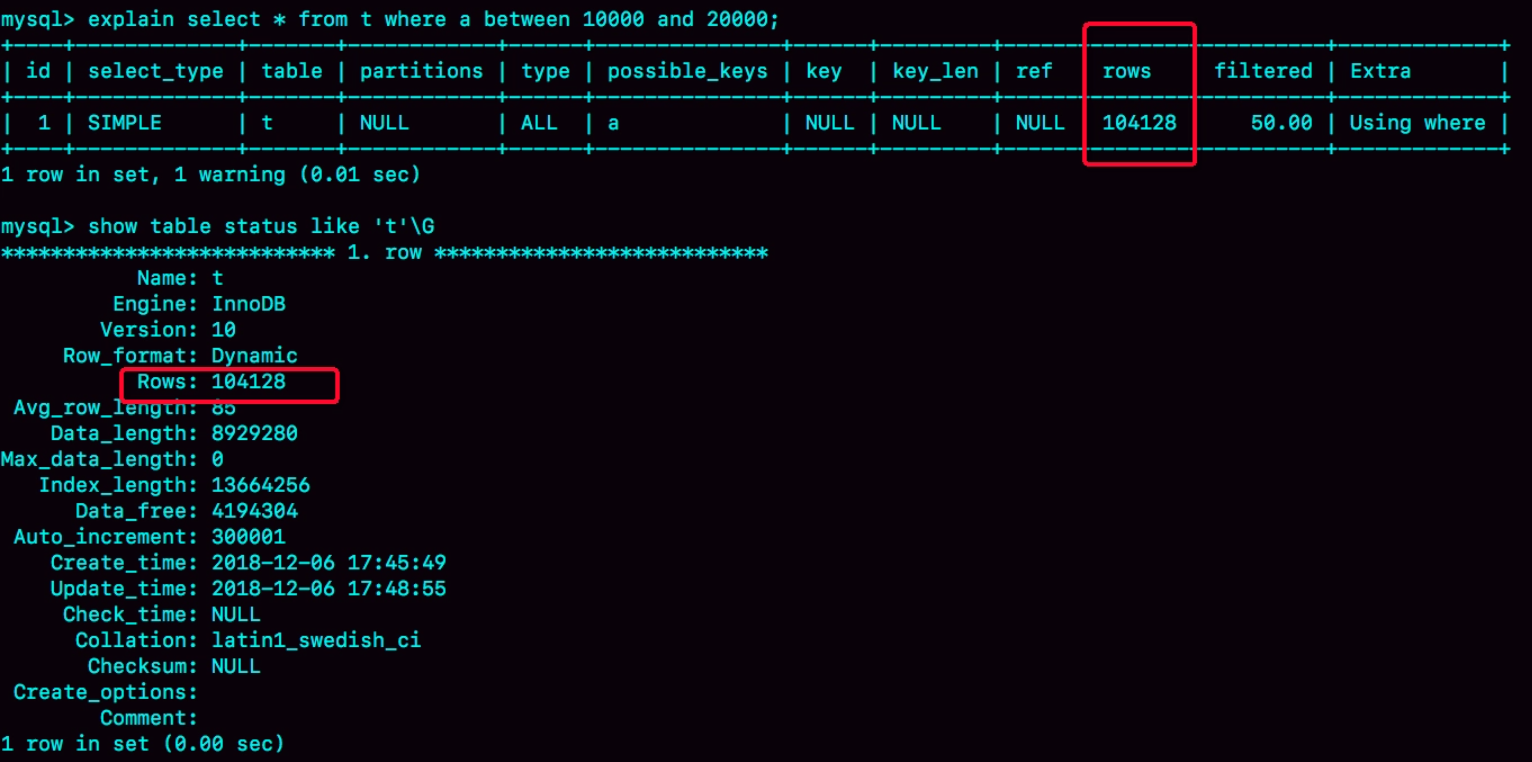 mysql> explain select * from t where a between 10000 and 20000;
+----+-------------+-------+------------+------+---------------+------+---------+------+--------+----------+-------------+
| id | select_type | table | partitions | type | possible_keys | key  | key_len | ref  | rows   | filtered | Extra       |
+----+-------------+-------+------------+------+---------------+------+---------+------+--------+----------+-------------+
|  1 | SIMPLE      | t     | NULL       | ALL  | a             | NULL | NULL    | NULL | 104128 |    50.00 | Using where |
+----+-------------+-------+------------+------+---------------+------+---------+------+--------+----------+-------------+
1 row in set, 1 warning (0.01 sec)
mysql> show table status like 't'\G
*************************** 1. row ***************************
Name: t
Engine: InnoDB
Version: 10
Row_format: Dynamic
Rows: 104128
Avg_row_length: 85
Data_length: 8929280
Max_data_length: 0
Index_length: 13664256
Data_free: 4194304
Auto_increment: 300001
Create_time: 2018-12-06 17:45:49
Update_time: 2018-12-06 17:48:55
Check_time: NULL
Collation: latin1_swedish_ci
Checksum: NULL
Create_options:
Comment:
1 row in set (0.00 sec)